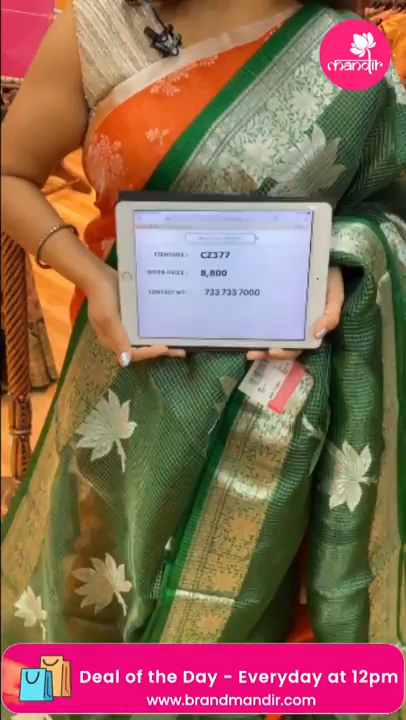 mandir
ITEM CODE : CZ377
OFFER PRICE : 8,800
CONTACT NO : 733 733 7000
Deal of the Day - Everyday at 12pm
www.brandmandir.com